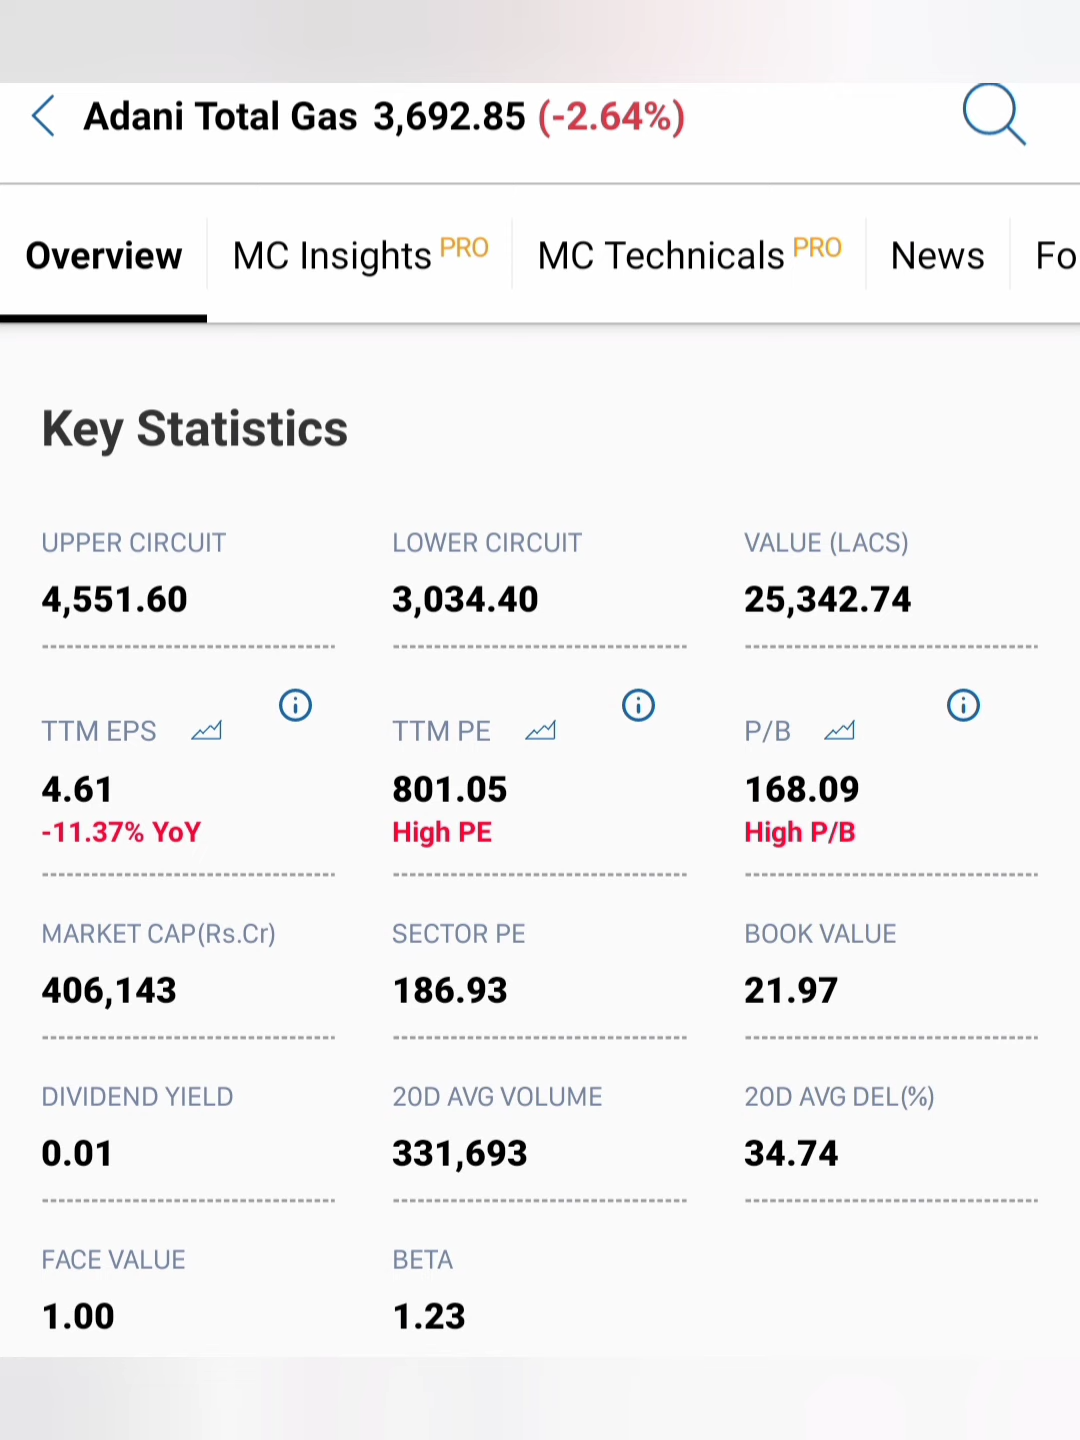 Adani Total Gas 3,692.85 (-2.64%)
Overview MC Insights PRO MC Technicals PRO News Fo
Key Statistics
UPPER CIRCUIT LOWER CIRCUIT VALUE (LACS)
4,551.60 3,034.40 25,342.74
TTM EPS TTM PE P/B
4.61 801.05 168.09
-11.37% YoY High PE High P/B
MARKET CAP(Rs.Cr) SECTOR PE BOOK VALUE
406,143 186.93 21.97
DIVIDEND YIELD 20D AVG VOLUME 20D AVG DEL(%)
0.01 331,693 34.74
FACE VALUE BETA
1.00 1.23